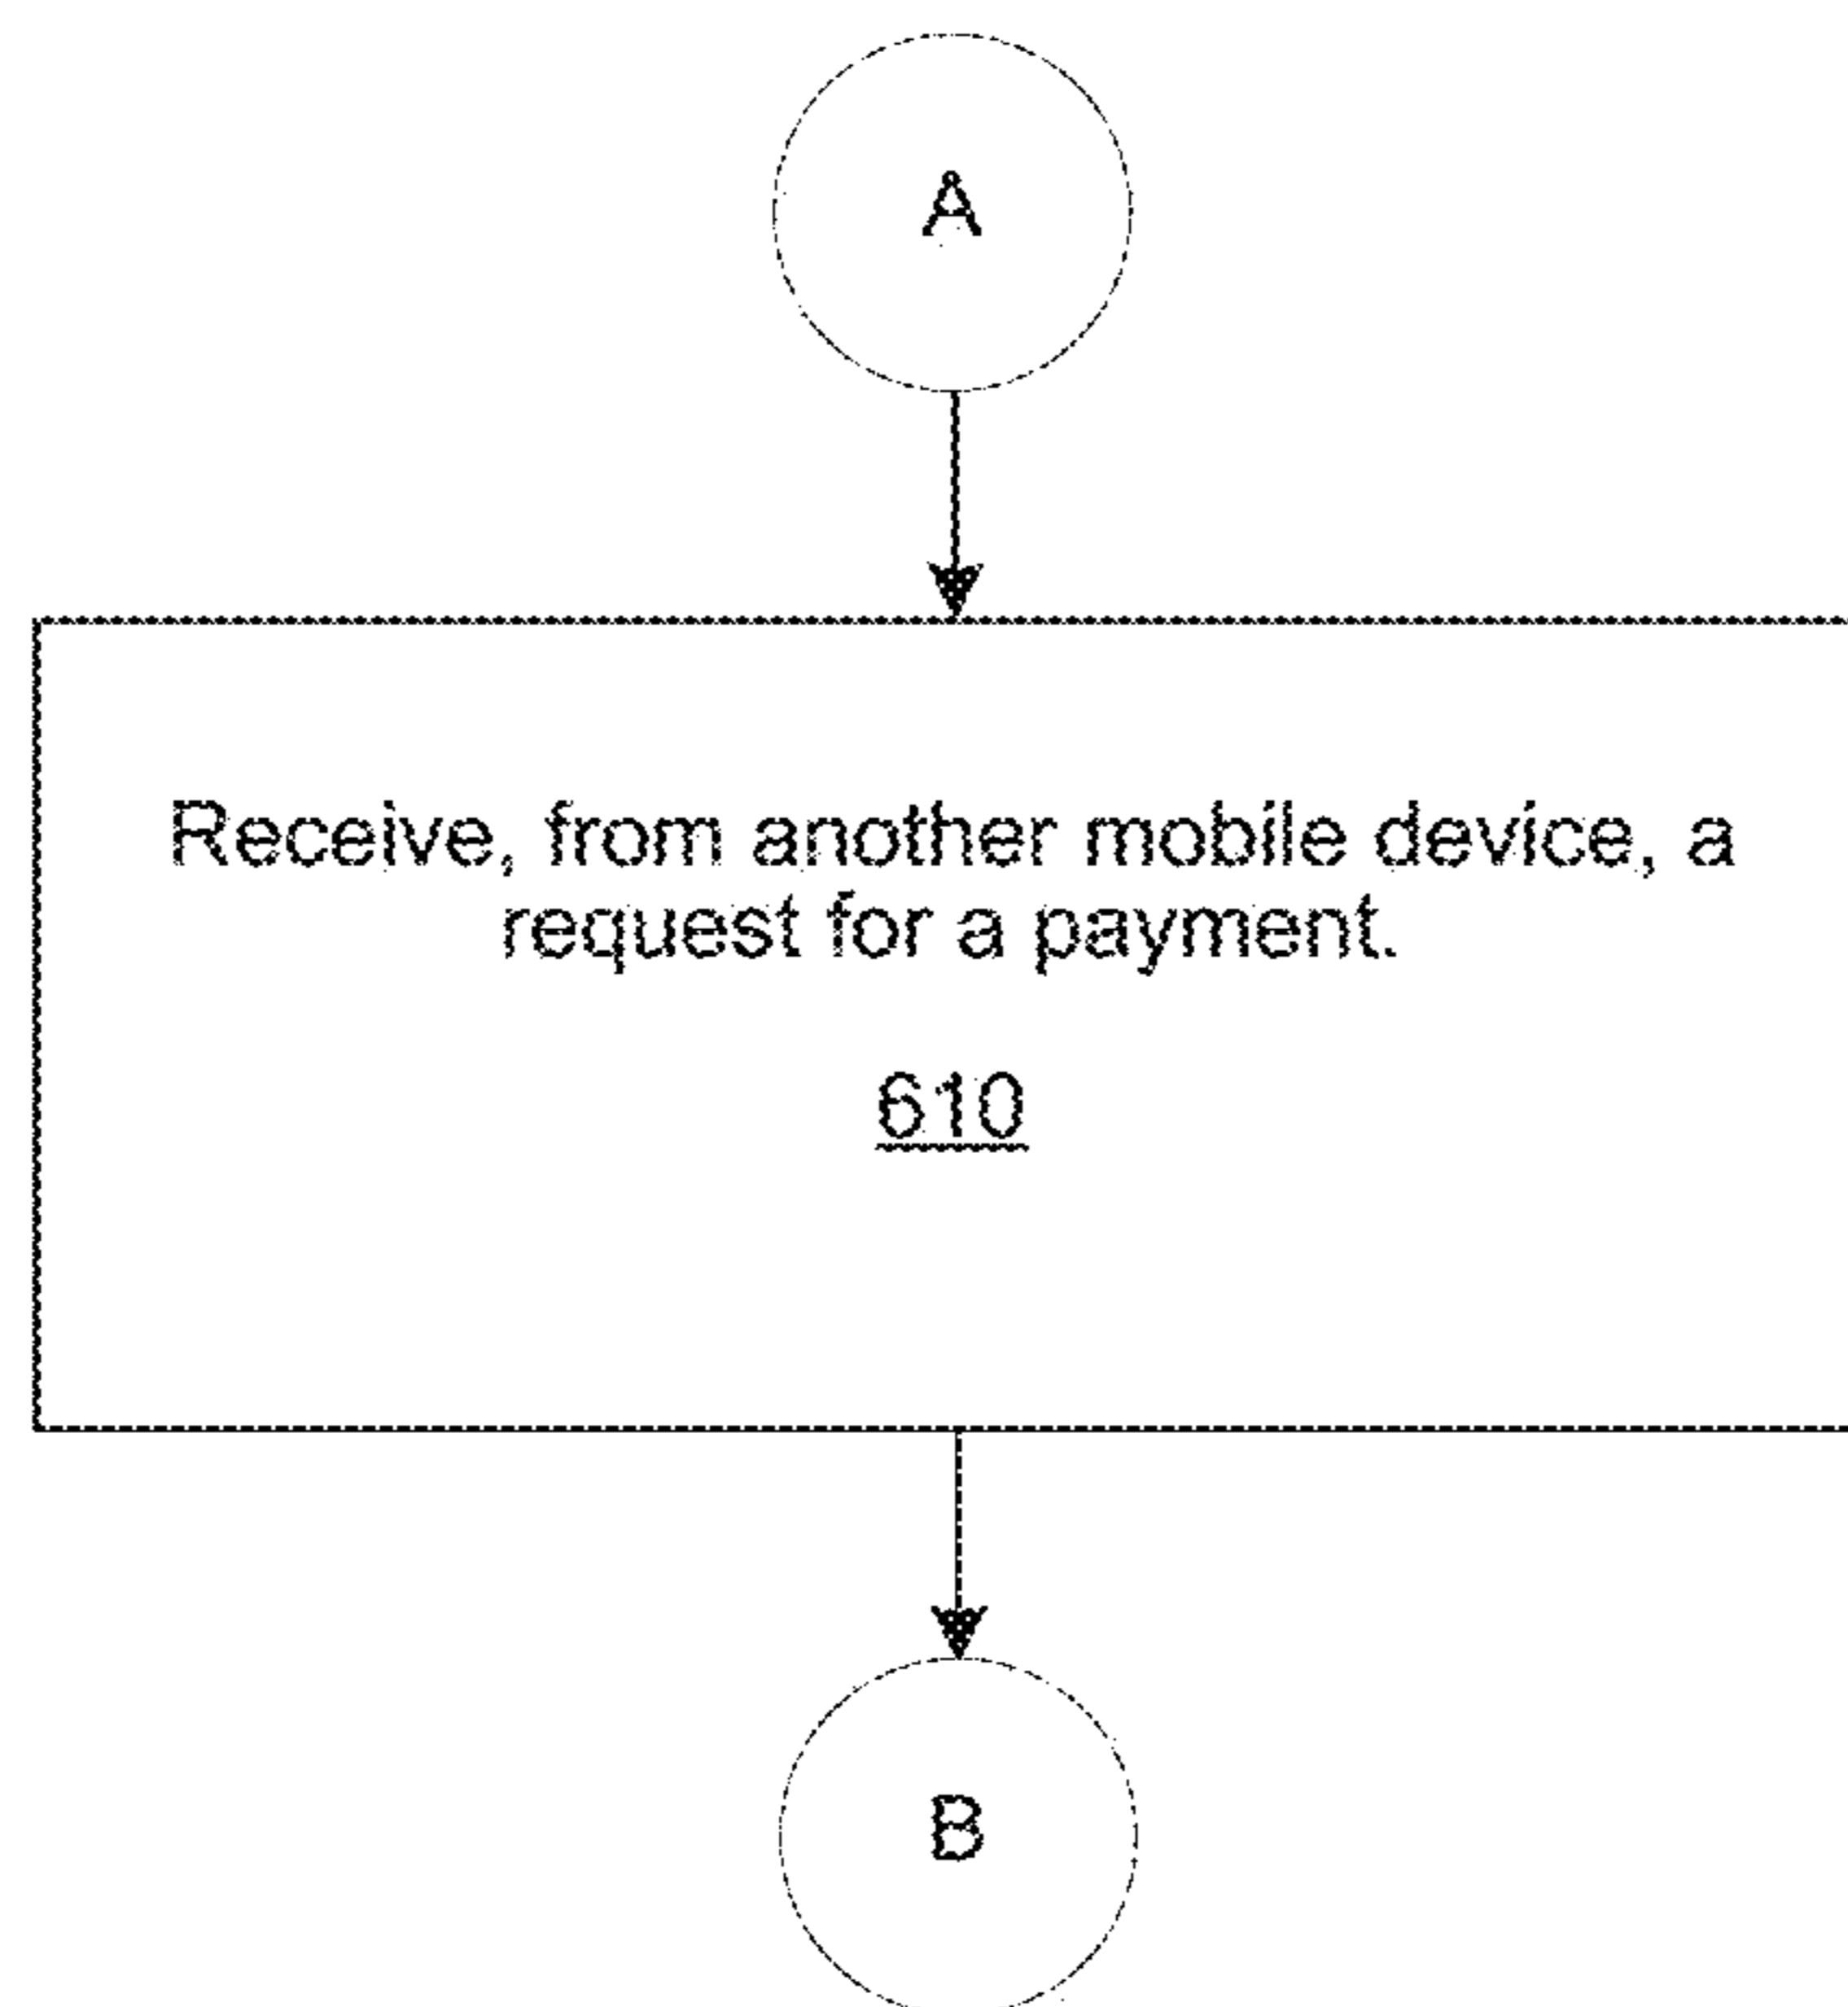 A
Receive, from another mobile device, a
request for a payment.
610
B